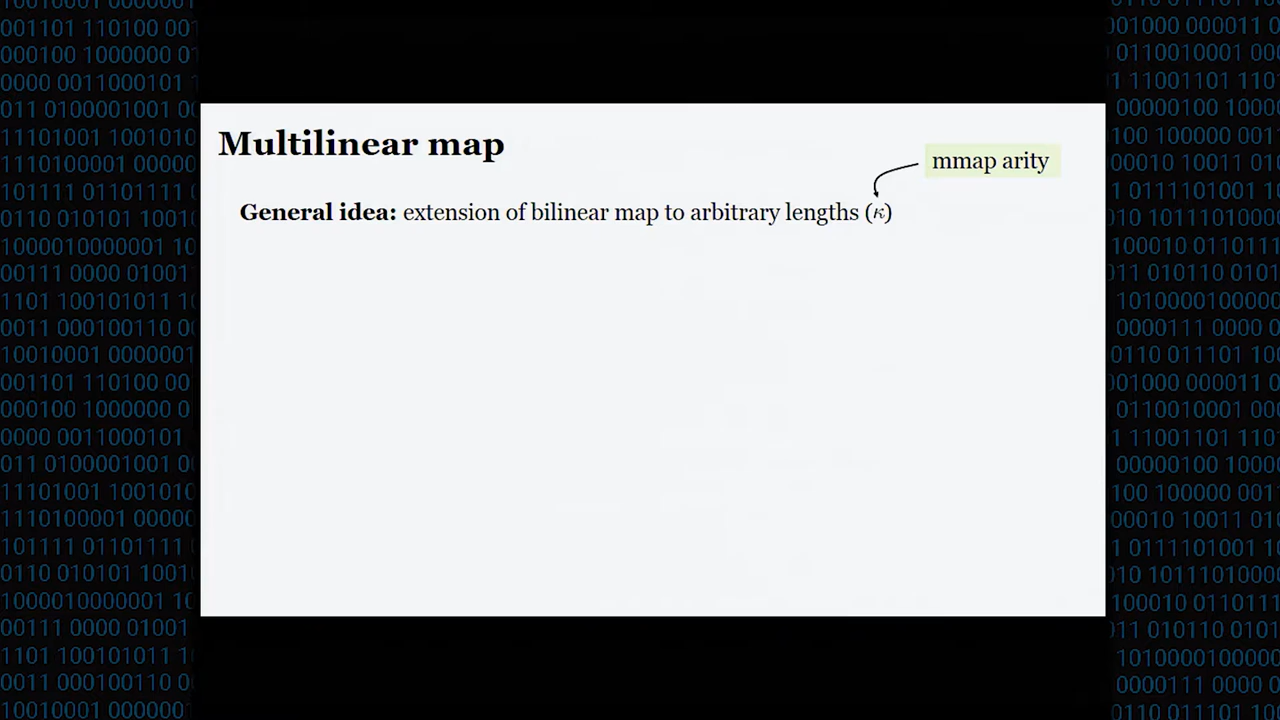 Multilinear map
mmap arity
General idea: extension of bilinear map to arbitrary lengths (κ)